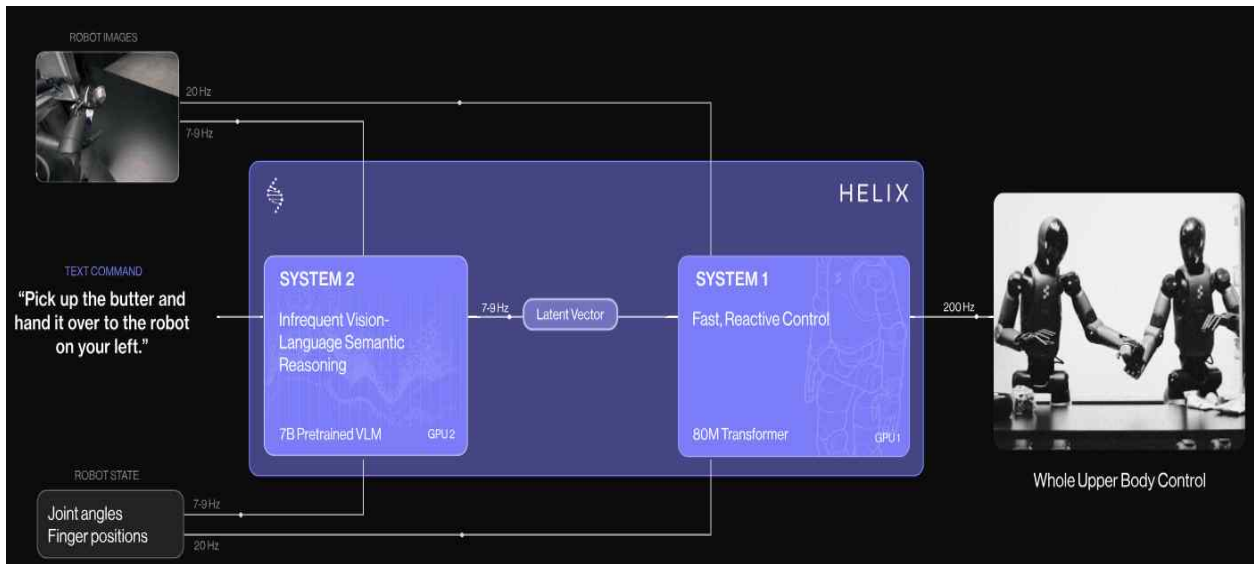 ROBOT IMAGES
20 Hz
7-9 Hz
HELIX
TEXT COMMAND
“Pick up the butter and
hand it over to the robot
on your left.”
SYSTEM 2
Infrequent Vision-
Language Semantic
Reasoning
7B Pretrained VLM
GPU 2
7-9 Hz
Latent Vector
SYSTEM 1
Fast, Reactive Control
80M Transformer
GPU 1
200 Hz
Whole Upper Body Control
ROBOT STATE
Joint angles
Finger positions
7-9 Hz
20 Hz